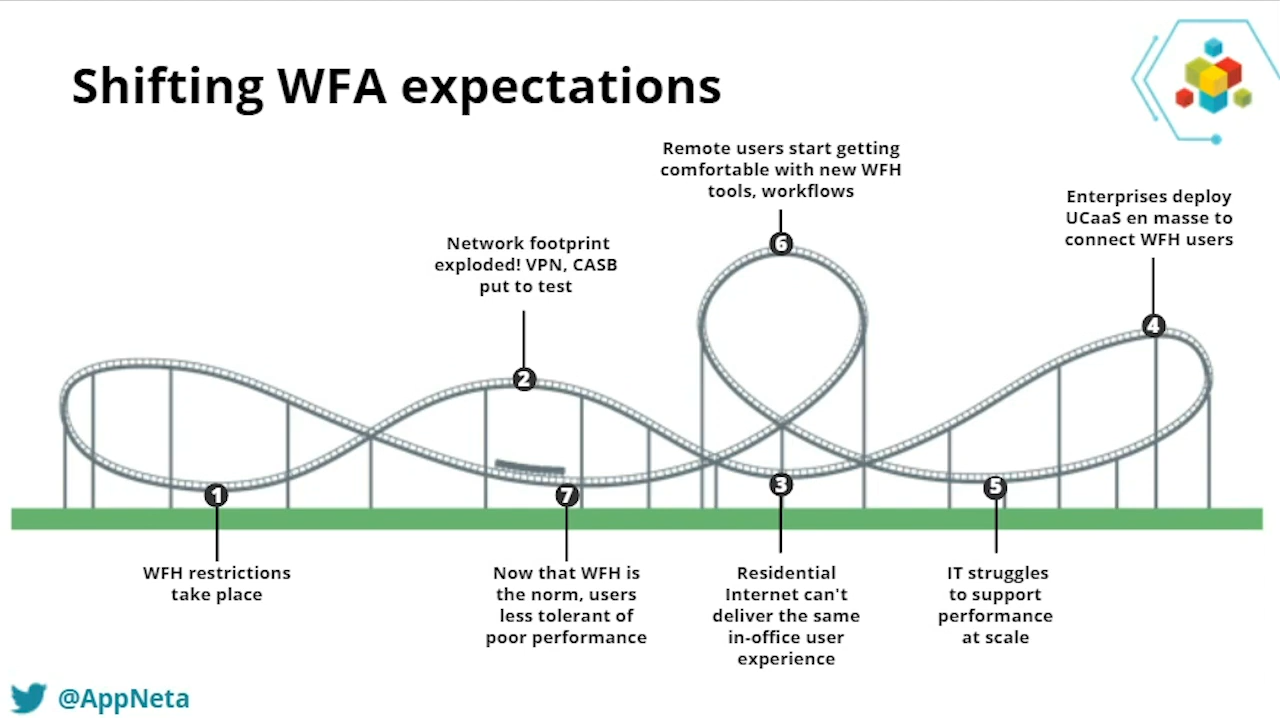 Shifting WFA expectations
Remote users start getting
comfortable with new WFH
tools, workflows
Enterprises deploy
UCaaS en masse to
connect WFH users
Network footprint
exploded! VPN, CASB
put to test
6
4
2
1
7
3
5
WFH restrictions
take place
Now that WFH is
the norm, users
less tolerant of
poor performance
Residential
Internet can't
deliver the same
in-office user
experience
IT struggles
to support
performance
at scale
@AppNeta